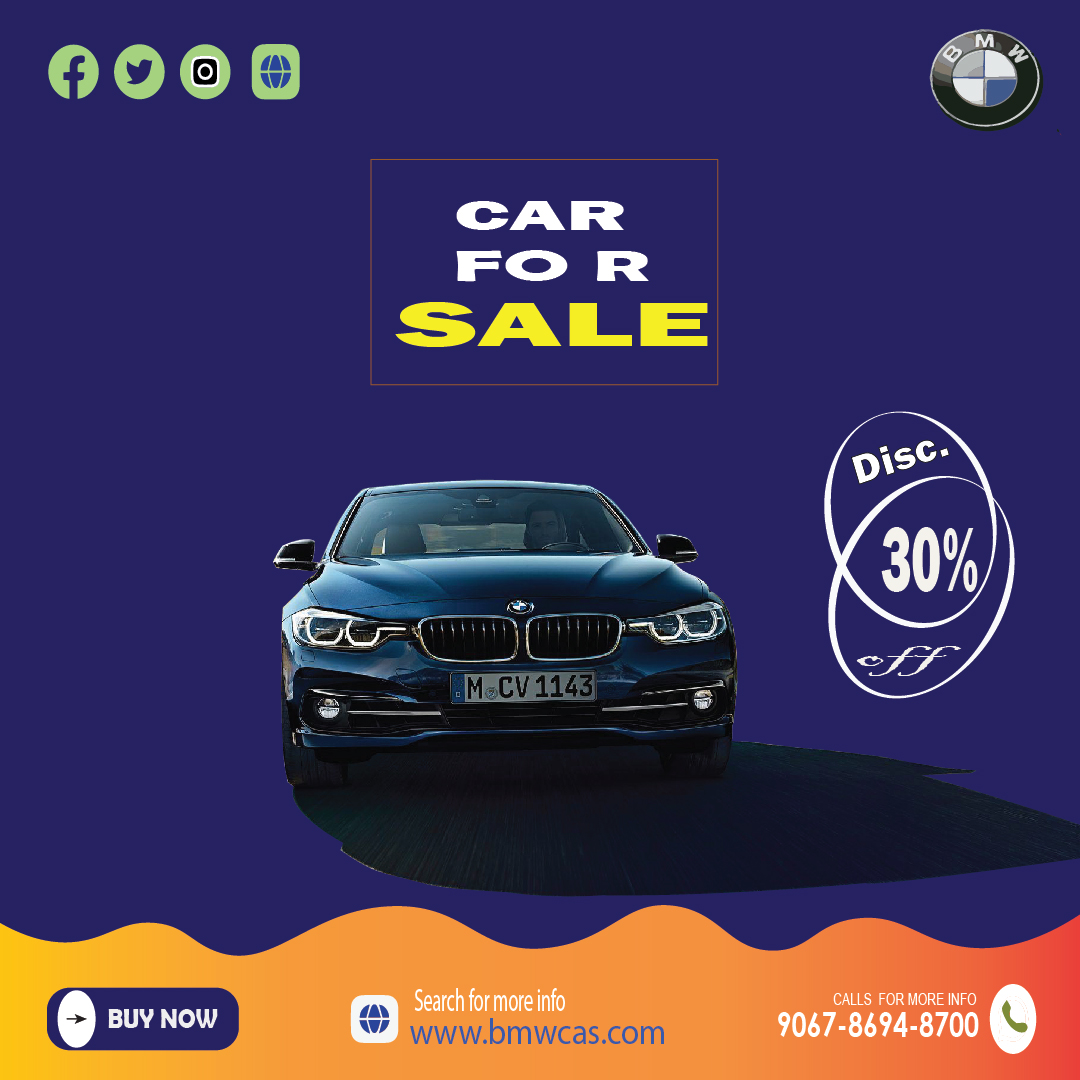 BMW
CAR
FO R
SALE
Disc.
30%
off
M CV 1143
BUY NOW
Search for more info
www.bmwcas.com
CALLS FOR MORE INFO
9067-8694-8700